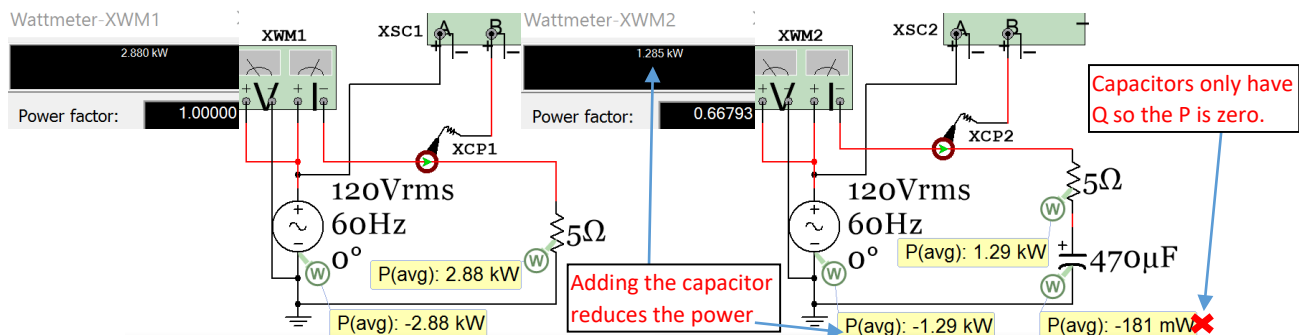 Wattmeter-XWM1
2.880 kW
Power factor: 1.00000
XWM1
V I
+ - + -
XSC1
A B
+ - + -
XCP1
120Vrms
60Hz
0°
5Ω
W
P(avg): 2.88 kW
W
P(avg): -2.88 kW
Wattmeter-XWM2
1.285 kW
Power factor: 0.66793
XWM2
V I
+ - + -
XSC2
A B
+ - + -
XCP2
120Vrms
60Hz
0°
5Ω
W
P(avg): 1.29 kW
+
470µF
W
W
P(avg): -1.29 kW
P(avg): -181 mW
Adding the capacitor
reduces the power
Capacitors only have
Q so the P is zero.